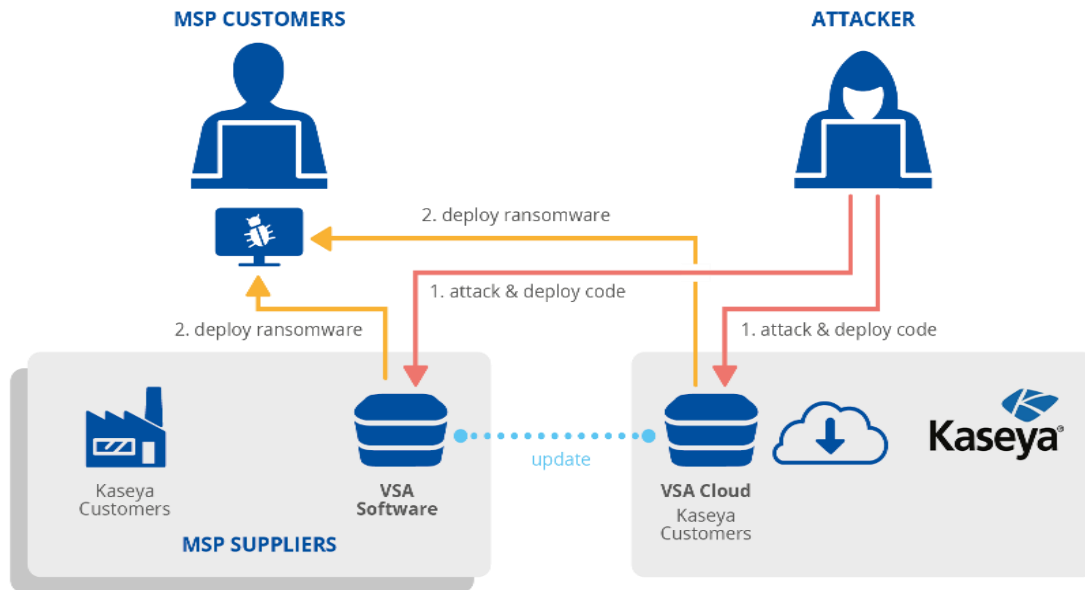 MSP CUSTOMERS
ATTACKER
2. deploy ransomware
1. attack & deploy code
2. deploy ransomware
1. attack & deploy code
Kaseya
Customers
VSA
Software
update
VSA Cloud
Kaseya
Customers
Kaseya®
MSP SUPPLIERS